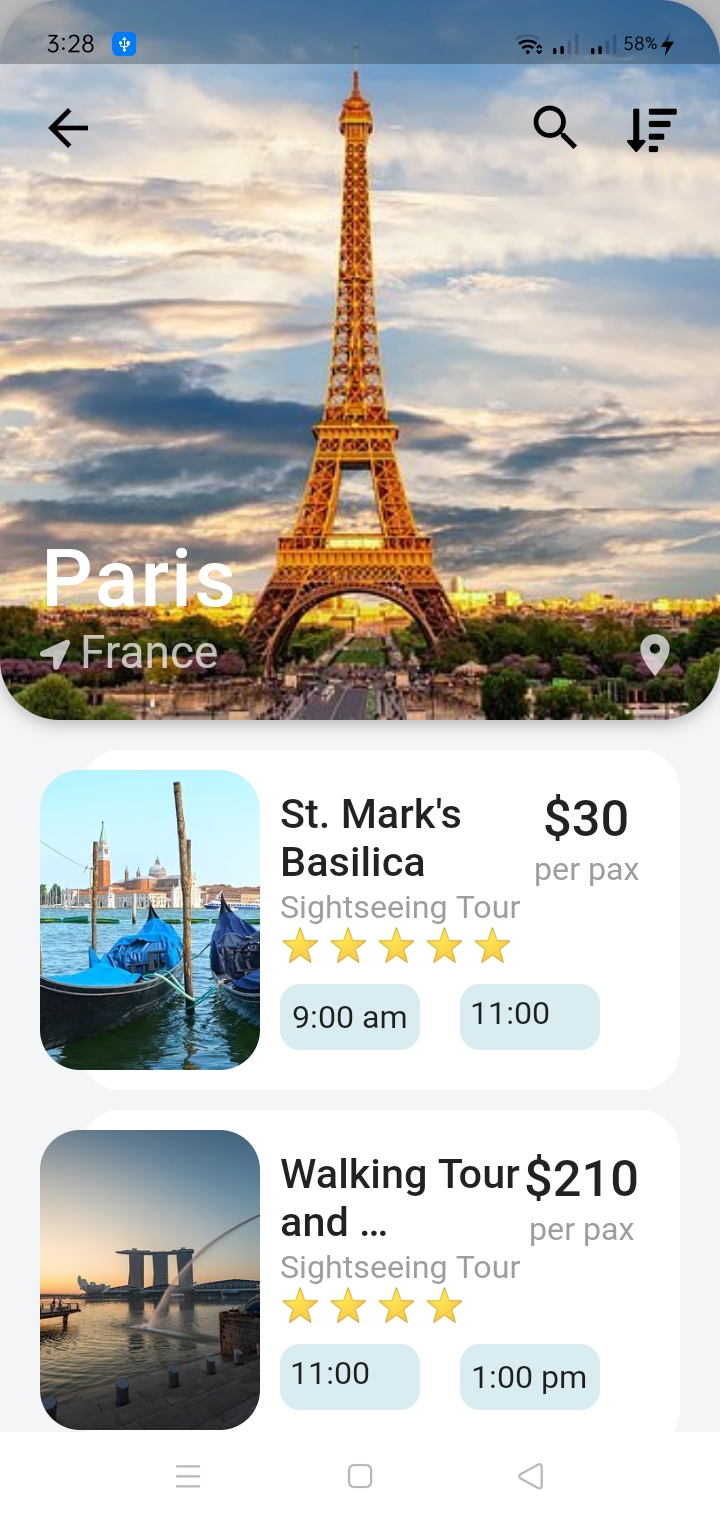 3:28 58%
Paris
France
St. Mark's
Basilica
$30
per pax
Sightseeing Tour
9:00 am 11:00
Walking Tour
and ...
$210
per pax
Sightseeing Tour
11:00 1:00 pm